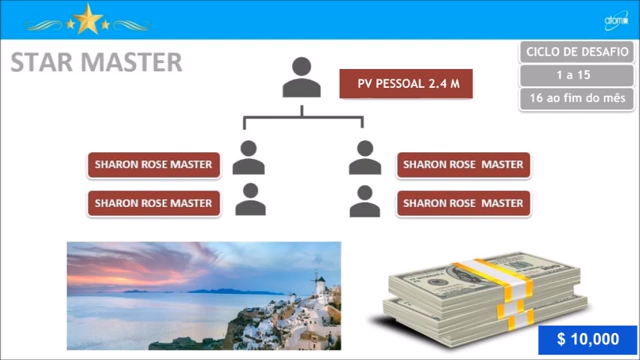 atomy
STAR MASTER
CICLO DE DESAFIO
1 a 15
16 ao fim do mês
PV PESSOAL 2.4 M
SHARON ROSE MASTER
SHARON ROSE MASTER
SHARON ROSE MASTER
SHARON ROSE MASTER
$ 10,000